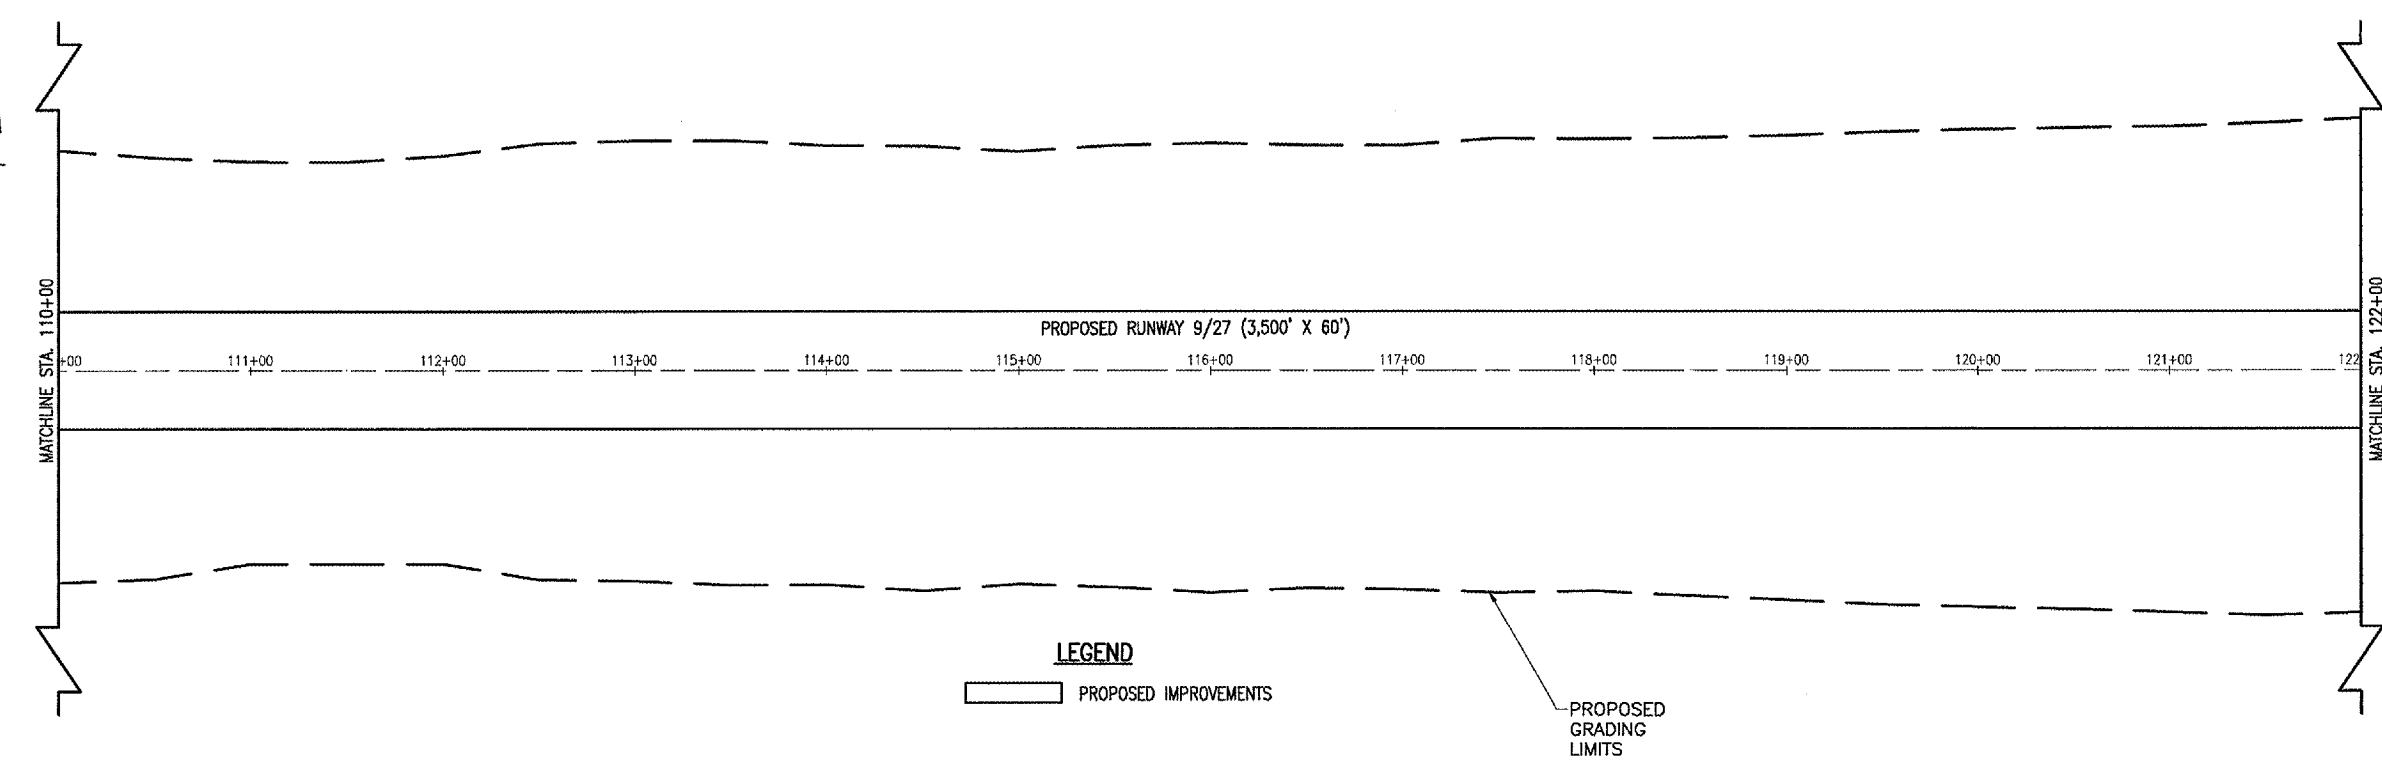 MATCHLINE STA. 110+00
PROPOSED RUNWAY 9/27 (3,500' X 60')
+00 111+00 112+00 113+00 114+00 115+00 116+00 117+00 118+00 119+00 120+00 121+00 122
MATCHLINE STA. 122+00
LEGEND
PROPOSED IMPROVEMENTS
PROPOSED
GRADING
LIMITS